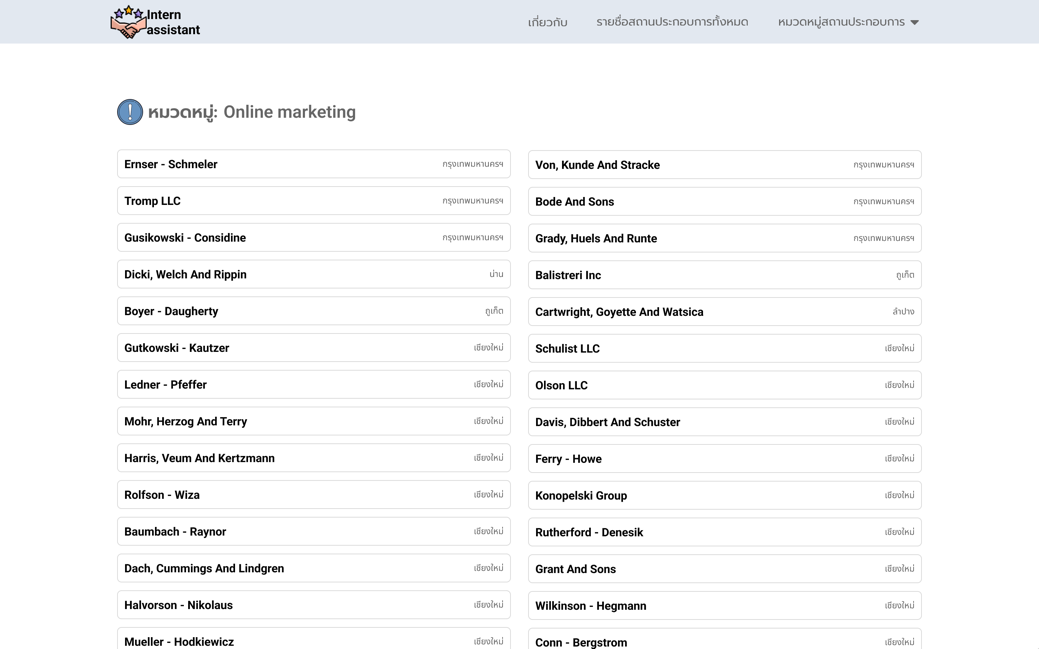 Intern
assistant
เกี่ยวกับ
รายชื่อสถานประกอบการทั้งหมด
หมวดหมู่สถานประกอบการ
หมวดหมู่: Online marketing
Ernser - Schmeler กรุงเทพมหานครฯ
Von, Kunde And Stracke กรุงเทพมหานครฯ
Tromp LLC กรุงเทพมหานครฯ
Bode And Sons กรุงเทพมหานครฯ
Gusikowski - Considine กรุงเทพมหานครฯ
Grady, Huels And Runte กรุงเทพมหานครฯ
Dicki, Welch And Rippin น่าน
Balistreri Inc ภูเก็ต
Boyer - Daugherty ภูเก็ต
Cartwright, Goyette And Watsica ลำปาง
Gutkowski - Kautzer เชียงใหม่
Schulist LLC เชียงใหม่
Ledner - Pfeffer เชียงใหม่
Olson LLC เชียงใหม่
Mohr, Herzog And Terry เชียงใหม่
Davis, Dibbert And Schuster เชียงใหม่
Harris, Veum And Kertzmann เชียงใหม่
Ferry - Howe เชียงใหม่
Rolfson - Wiza เชียงใหม่
Konopelski Group เชียงใหม่
Baumbach - Raynor เชียงใหม่
Rutherford - Denesik เชียงใหม่
Dach, Cummings And Lindgren เชียงใหม่
Grant And Sons เชียงใหม่
Halvorson - Nikolaus เชียงใหม่
Wilkinson - Hegmann เชียงใหม่
Mueller - Hodkiewicz เชียงใหม่
Conn - Bergstrom เชียงใหม่